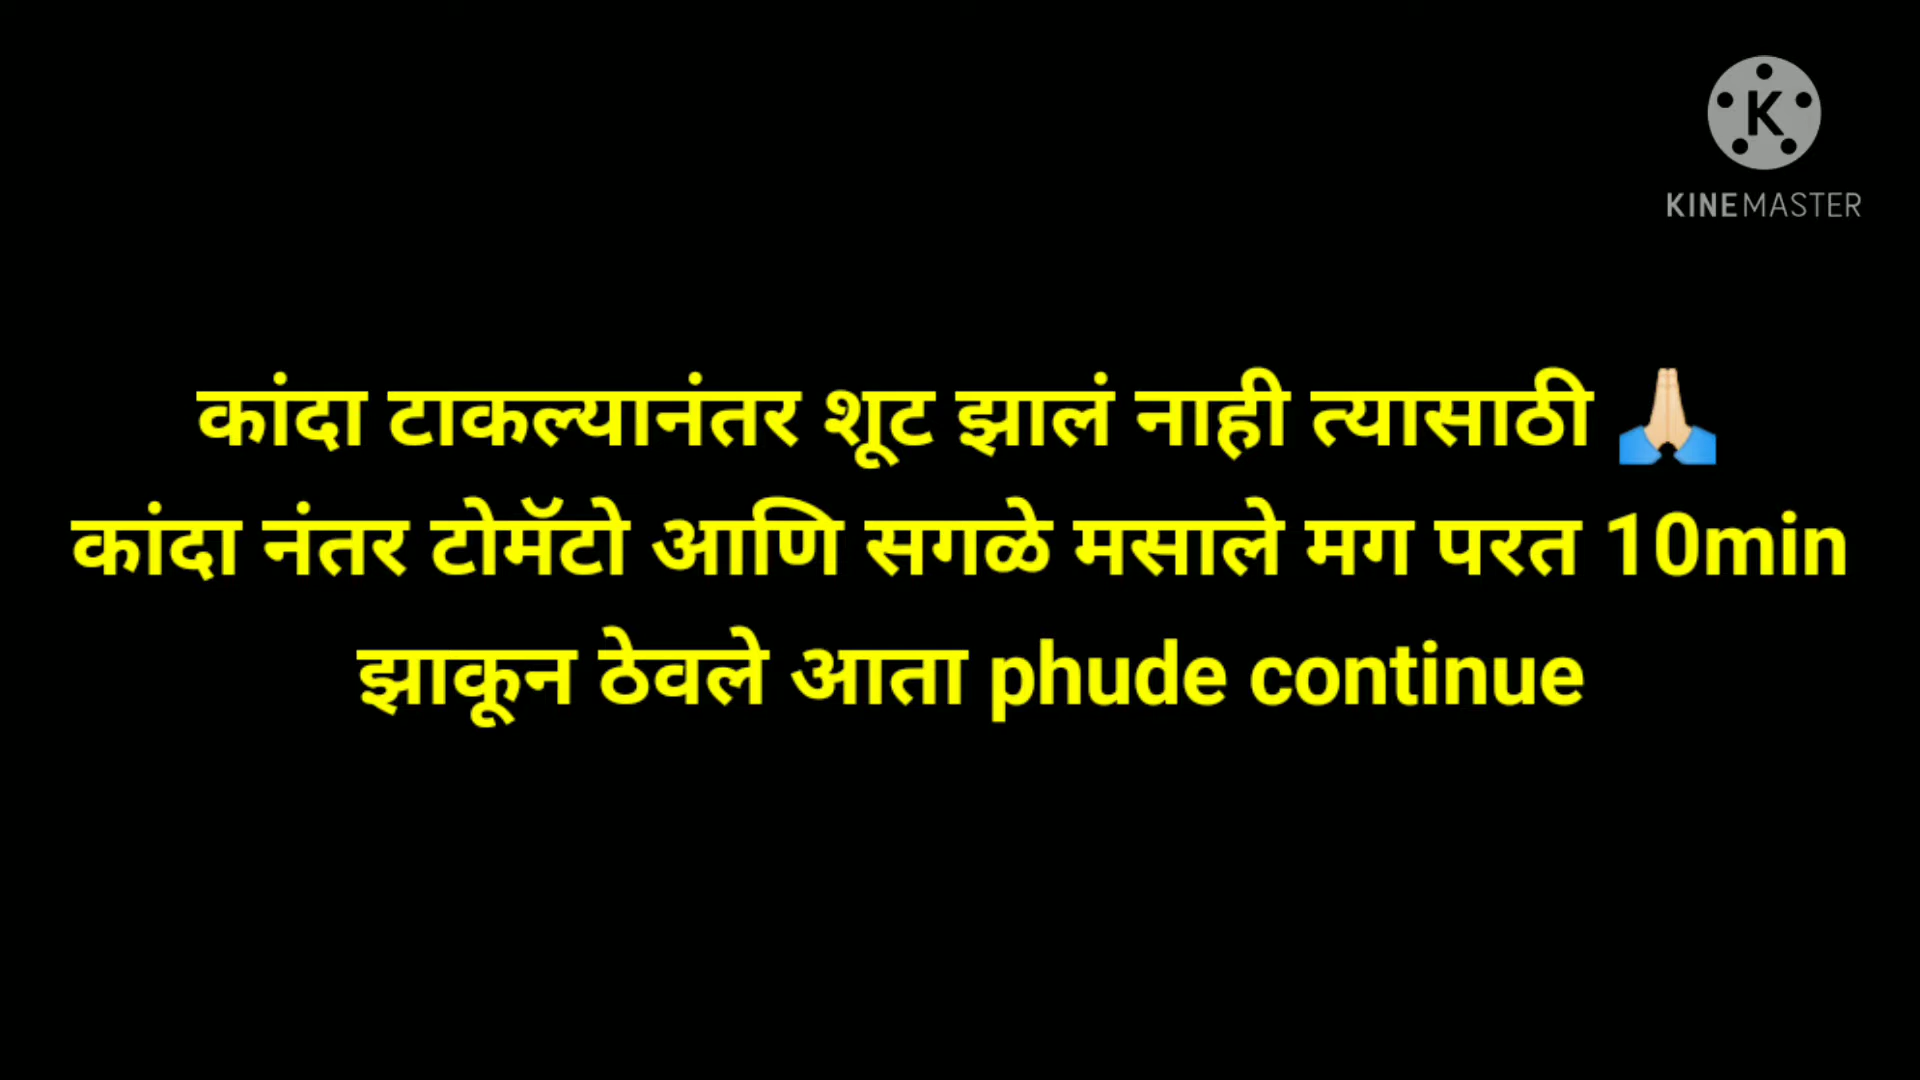 KINEMASTER
कांदा टाकल्यानंतर शूट झालं नाही त्यासाठी 🙏🏻
कांदा नंतर टोमॅटो आणि सगळे मसाले मग परत 10min
झाकून ठेवले आता phude continue